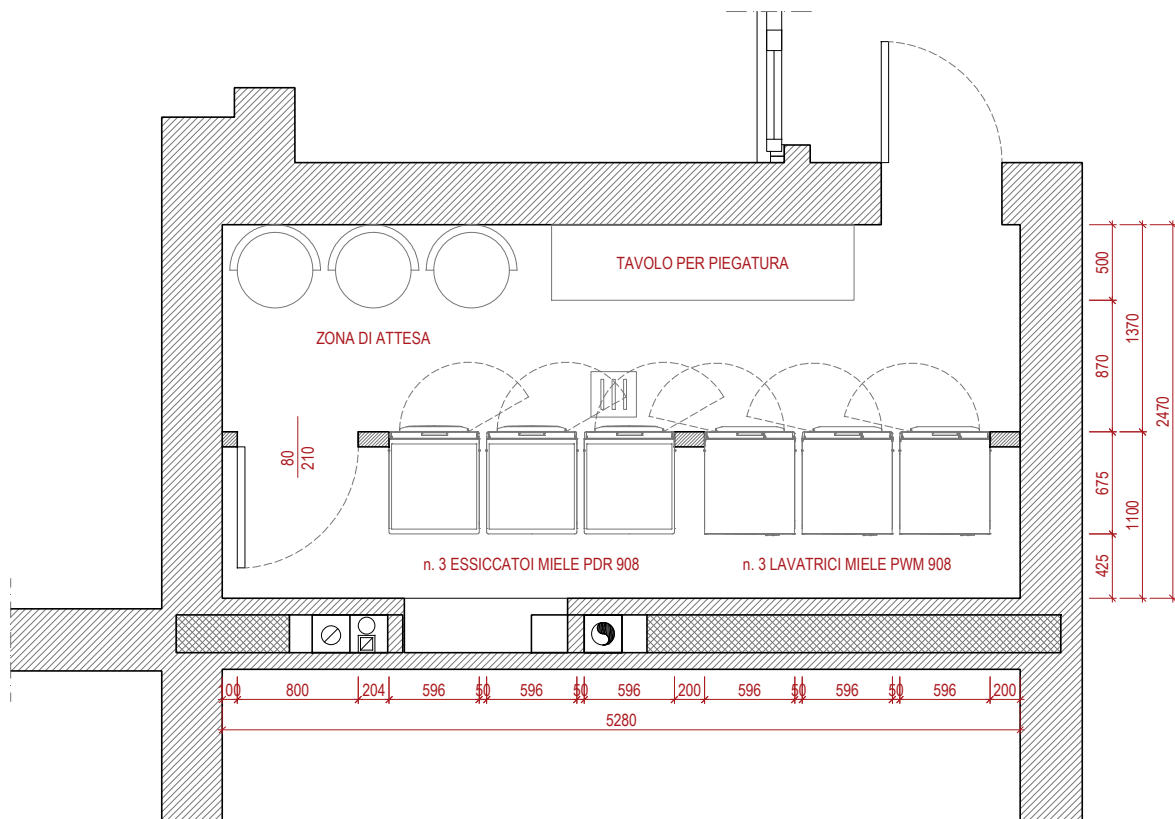 TAVOLO PER PIEGATURA
ZONA DI ATTESA
80
210
n. 3 ESSICCATOI MIELE PDR 908
n. 3 LAVATRICI MIELE PWM 908
500
870
675
425
1370
1100
2470
100 800 204 596 50 596 50 596 200 596 50 596 50 596 200
5280